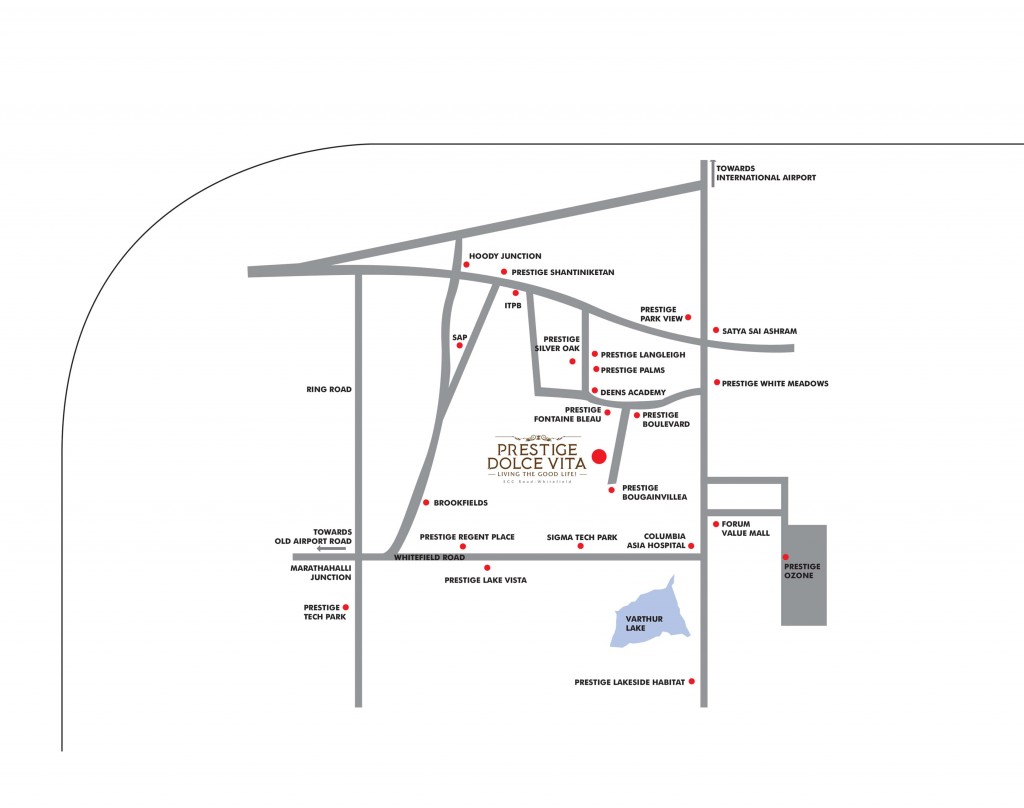 TOWARDS
INTERNATIONAL AIRPORT
HOODY JUNCTION
PRESTIGE SHANTINIKETAN
ITPB
PRESTIGE
PARK VIEW
SATYA SAI ASHRAM
SAP
PRESTIGE
SILVER OAK
PRESTIGE LANGLEIGH
PRESTIGE PALMS
RING ROAD
DEENS ACADEMY
PRESTIGE WHITE MEADOWS
PRESTIGE
FONTAINE BLEAU
PRESTIGE
BOULEVARD
PRESTIGE
DOLCE VITA
LIVING THE GOOD LIFE!
ECC Road-Whitefield
PRESTIGE
BOUGAINVILLEA
BROOKFIELDS
TOWARDS
OLD AIRPORT ROAD
PRESTIGE REGENT PLACE
SIGMA TECH PARK
COLUMBIA
ASIA HOSPITAL
FORUM
VALUE MALL
WHITEFIELD ROAD
MARATHAHALLI
JUNCTION
PRESTIGE LAKE VISTA
PRESTIGE
OZONE
PRESTIGE
TECH PARK
VARTHUR
LAKE
PRESTIGE LAKESIDE HABITAT